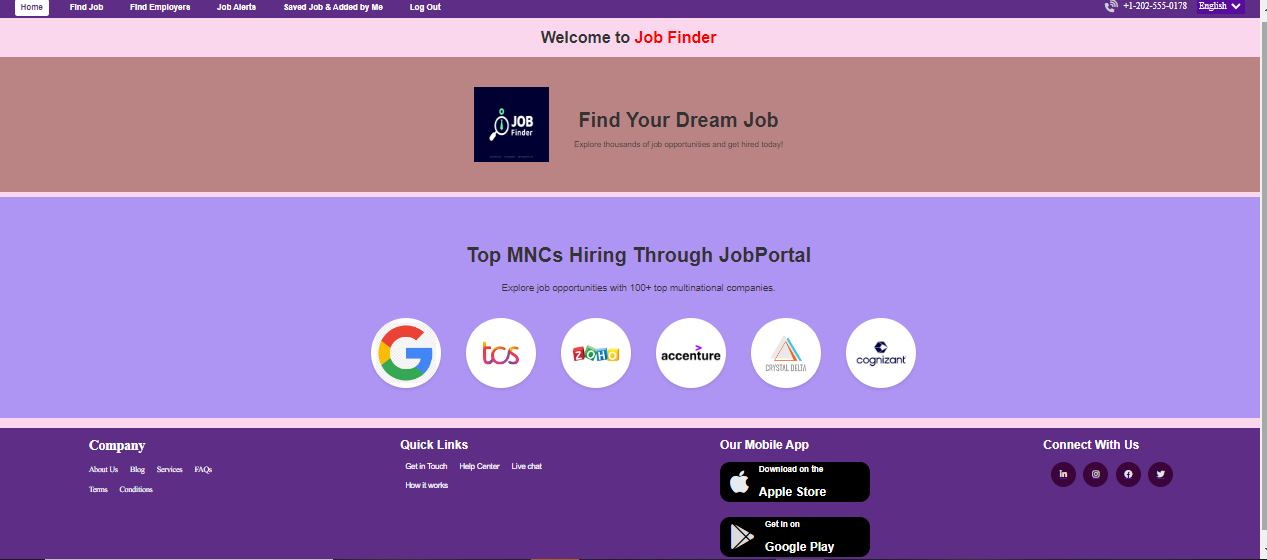 Home Find Job Find Employers Job Alerts Saved Job & Added by Me Log Out +1-202-555-0178 English
Welcome to Job Finder
JOB
Finder
Find Your Dream Job
Explore thousands of job opportunities and get hired today!
Top MNCs Hiring Through JobPortal
Explore job opportunities with 100+ top multinational companies.
G tcs ZOHO accenture CRYSTAL DELTA cognizant
Company
About Us Blog Services FAQs
Terms Conditions
Quick Links
Get in Touch Help Center Live chat
How it works
Our Mobile App
Download on the
Apple Store
Get in on
Google Play
Connect With Us